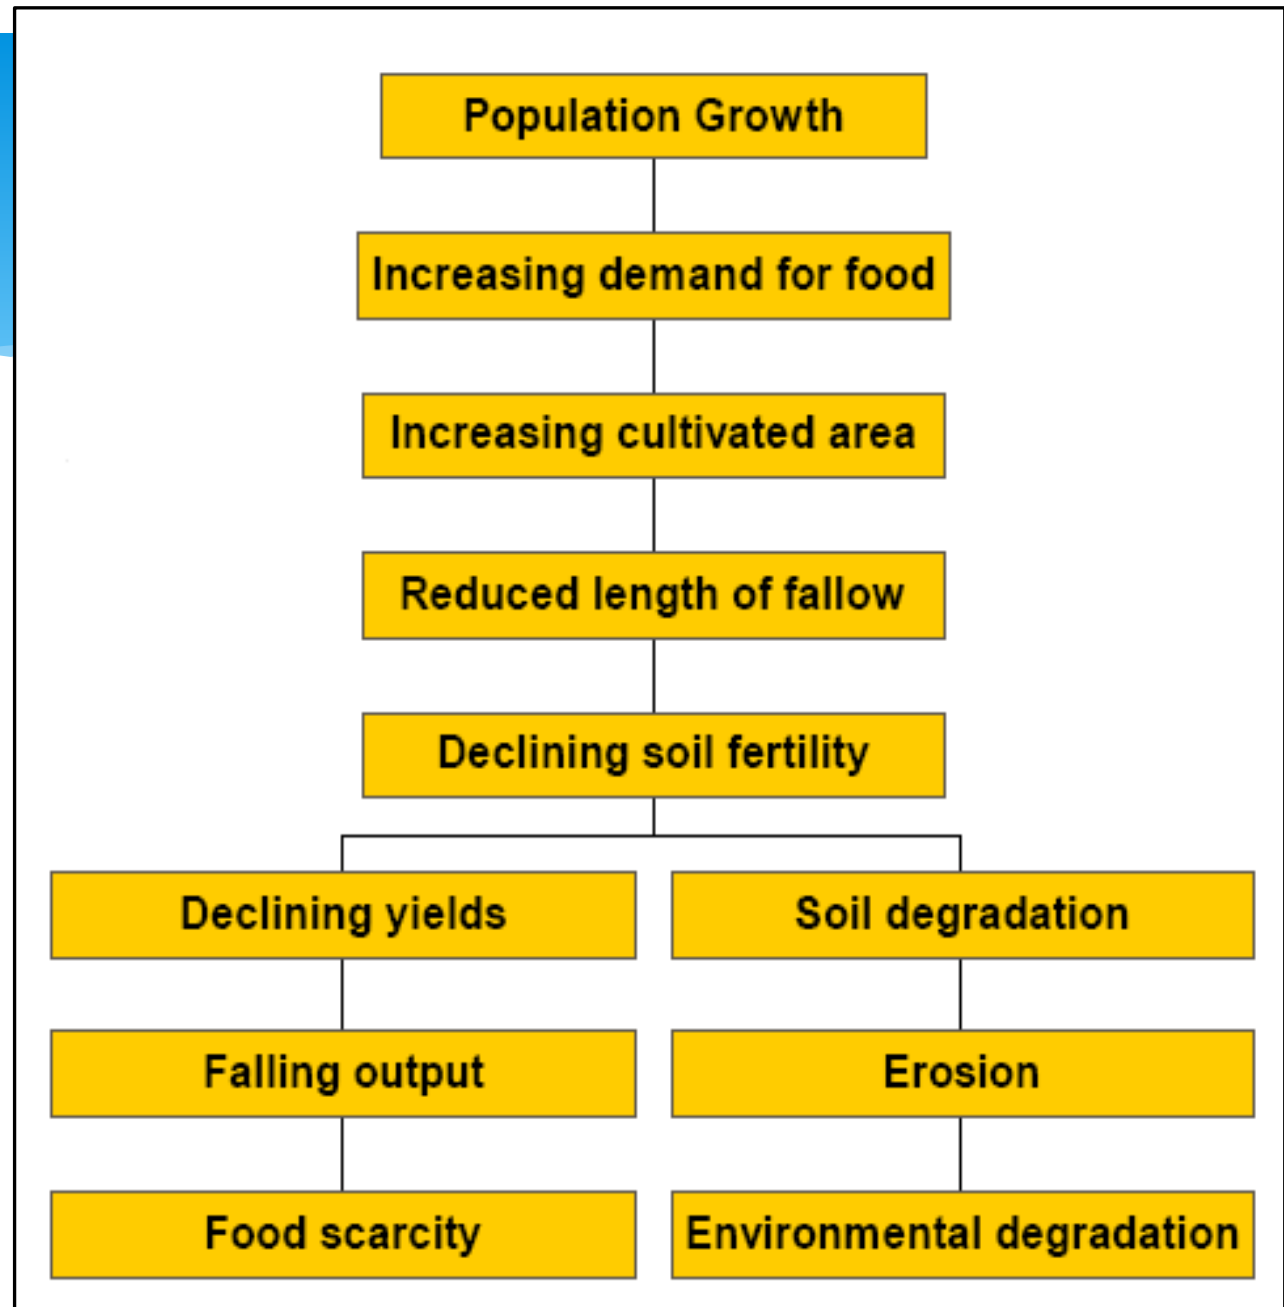 Population Growth
Increasing demand for food
Increasing cultivated area
Reduced length of fallow
Declining soil fertility
Declining yields
Soil degradation
Falling output
Erosion
Food scarcity
Environmental degradation